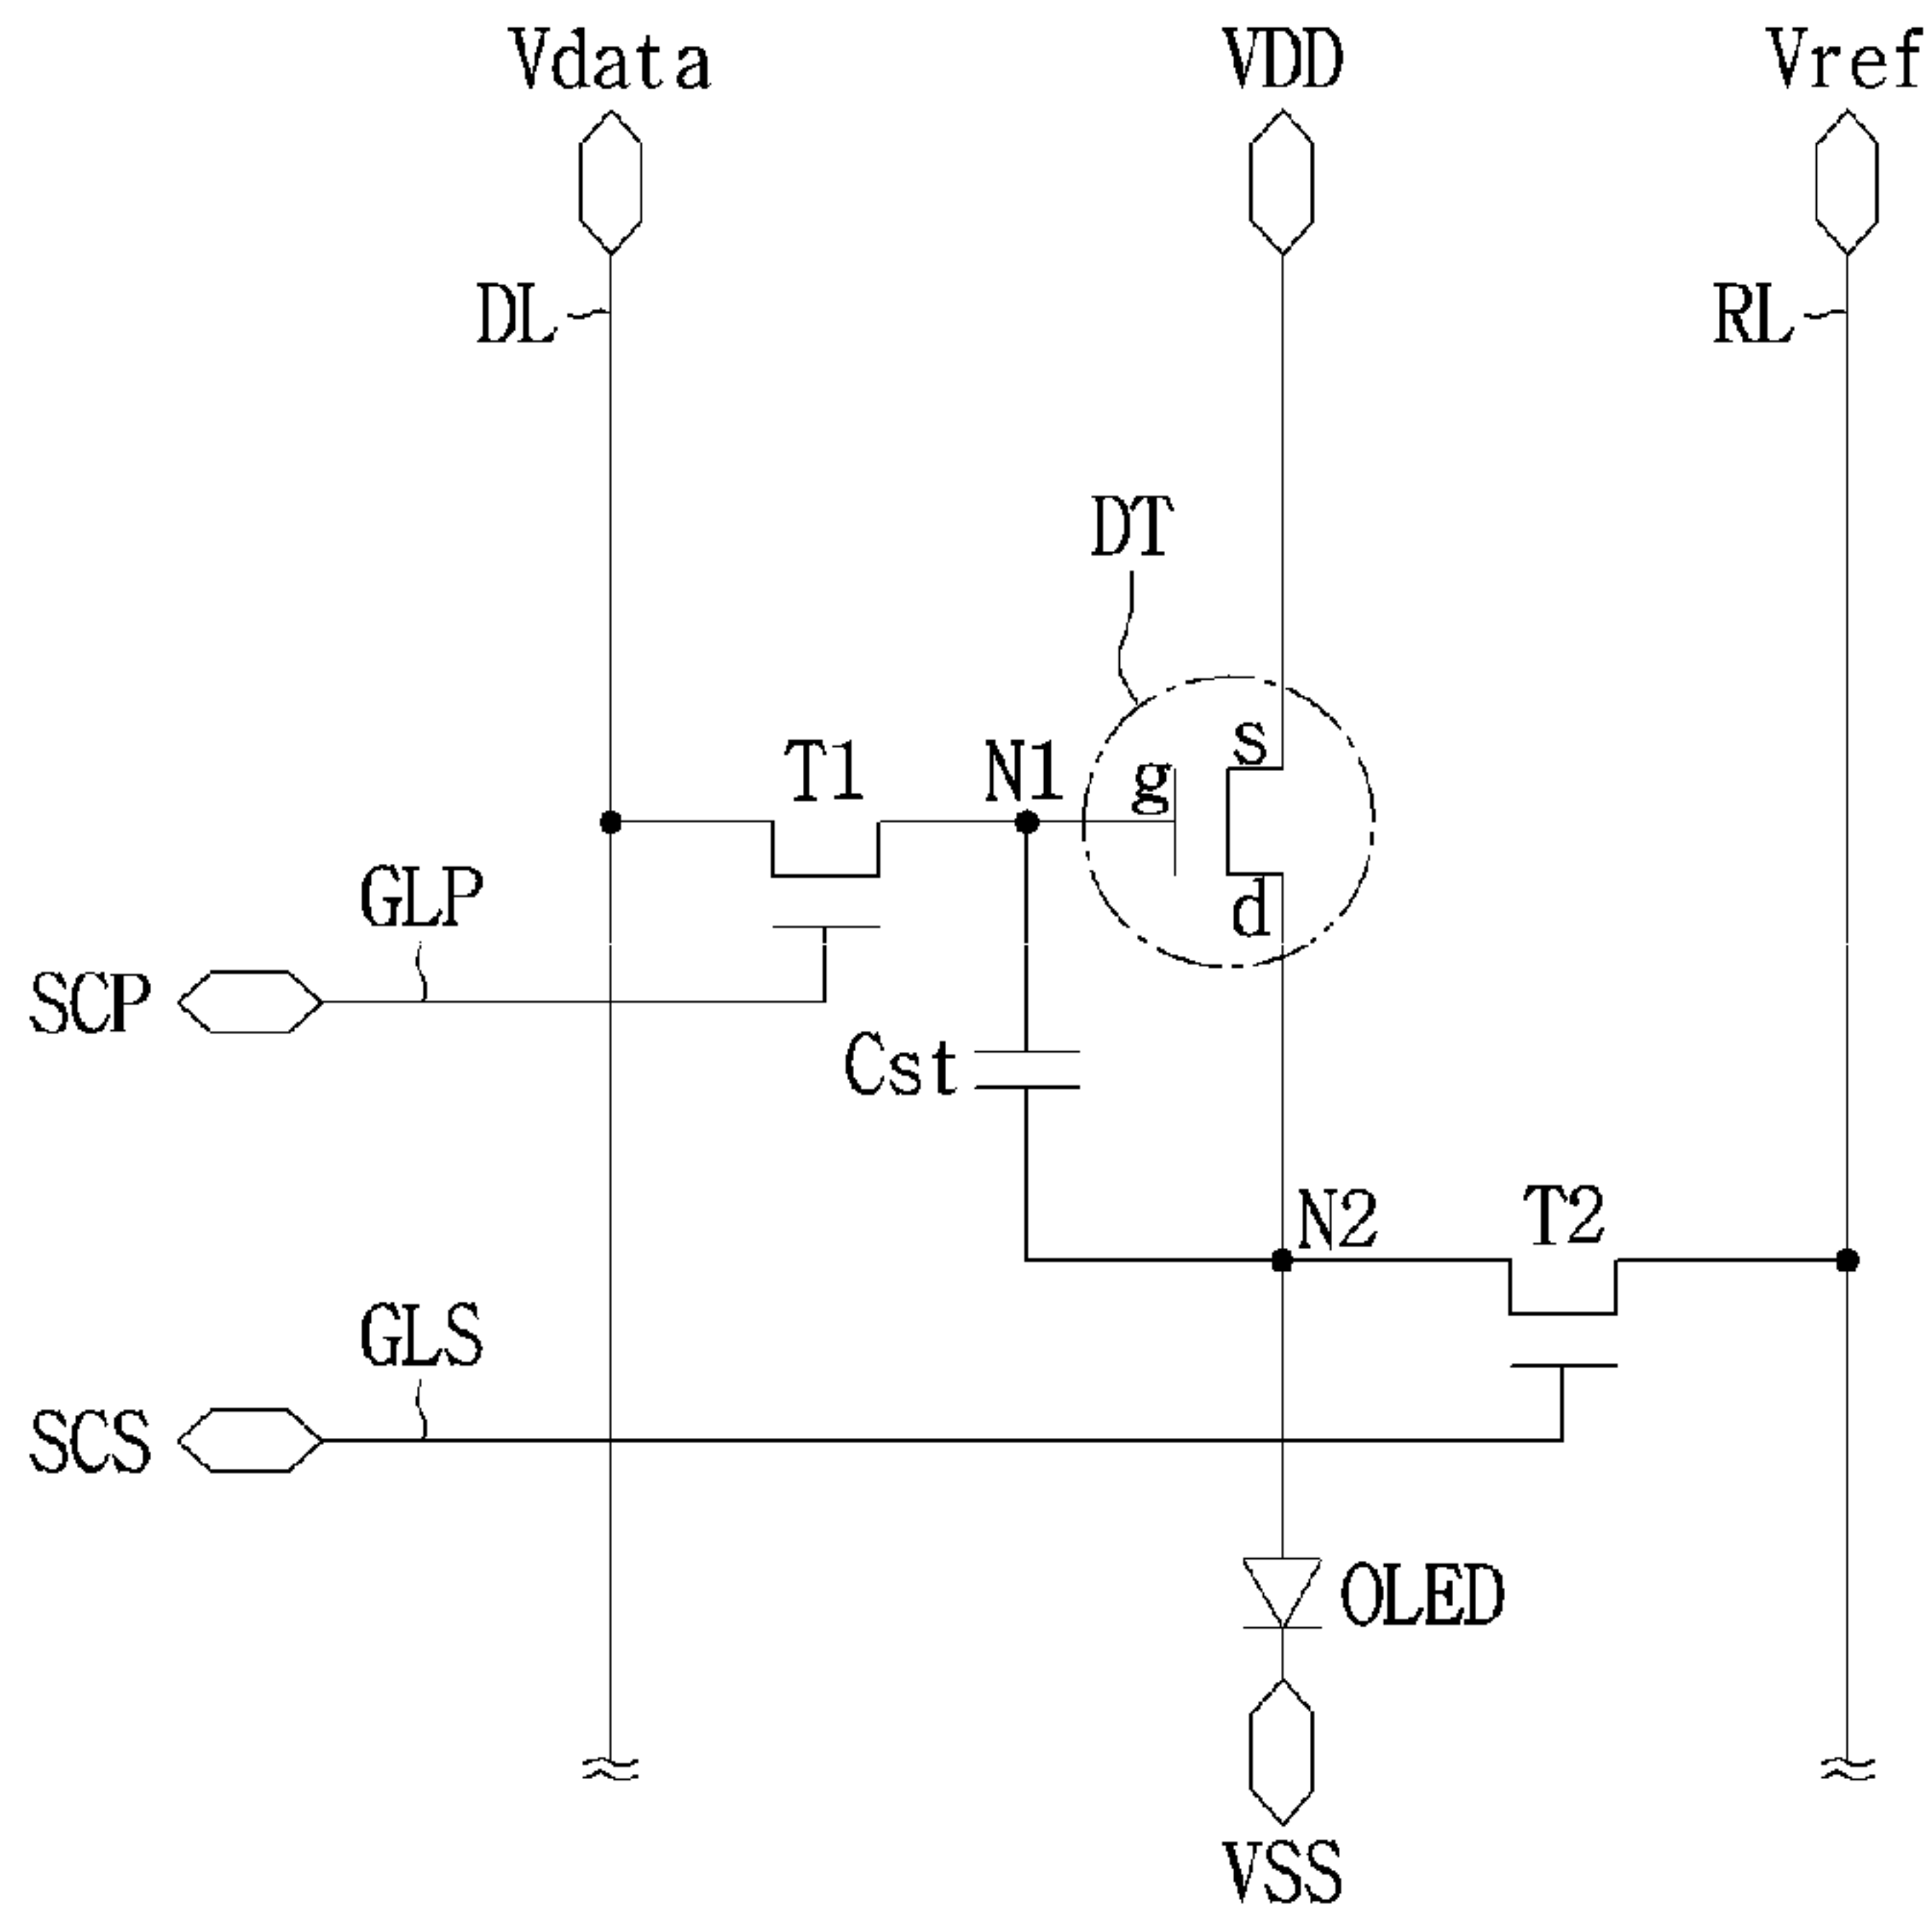 Vdata VDD Vref
DL RL
DT
T1 N1 g s
d
GLP
SCP
Cst
N2 T2
GLS
SCS
OLED
VSS